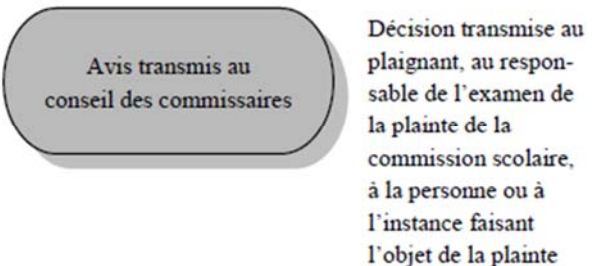 Avis transmis au
conseil des commissaires
Décision transmise au
plaignant, au respon-
sable de l'examen de
la plainte de la
commission scolaire,
à la personne ou à
l'instance faisant
l'objet de la plainte